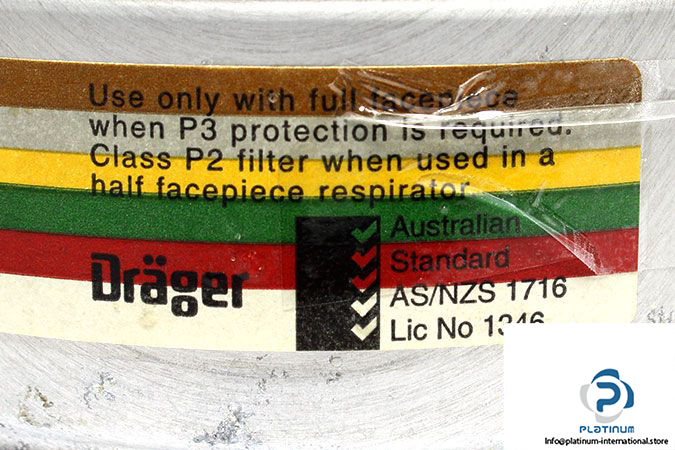 Use only with full facepiece
when P3 protection is required.
Class P2 filter when used in a
half facepiece respirator
Dräger
Australian
Standard
AS/NZS 1716
Lic No 1346
PLATINUM
Info@platinum-international.store